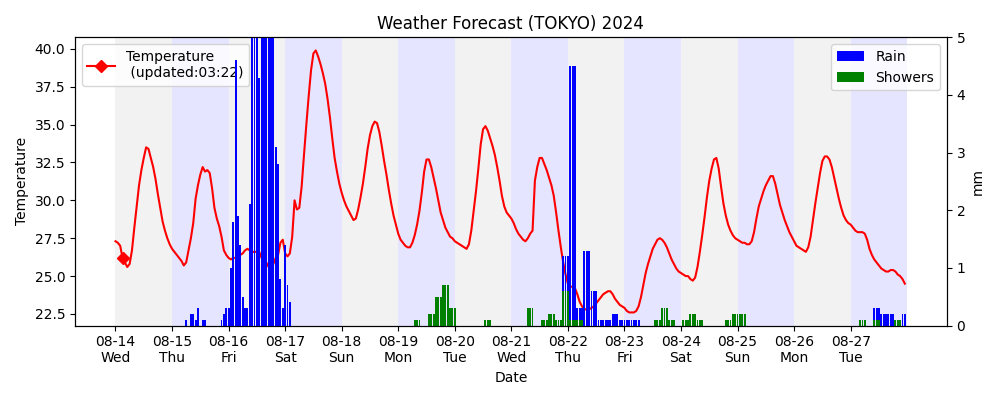 Weather Forecast (TOKYO) 2024
Temperature
(updated:03:22)
Rain
Showers
Temperature
40.0
37.5
35.0
32.5
30.0
27.5
25.0
22.5
5
4
3
2
1
0
mm
08-14 08-15 08-16 08-17 08-18 08-19 08-20 08-21 08-22 08-23 08-24 08-25 08-26 08-27
Wed Thu Fri Sat Sun Mon Tue Wed Thu Fri Sat Sun Mon Tue
Date